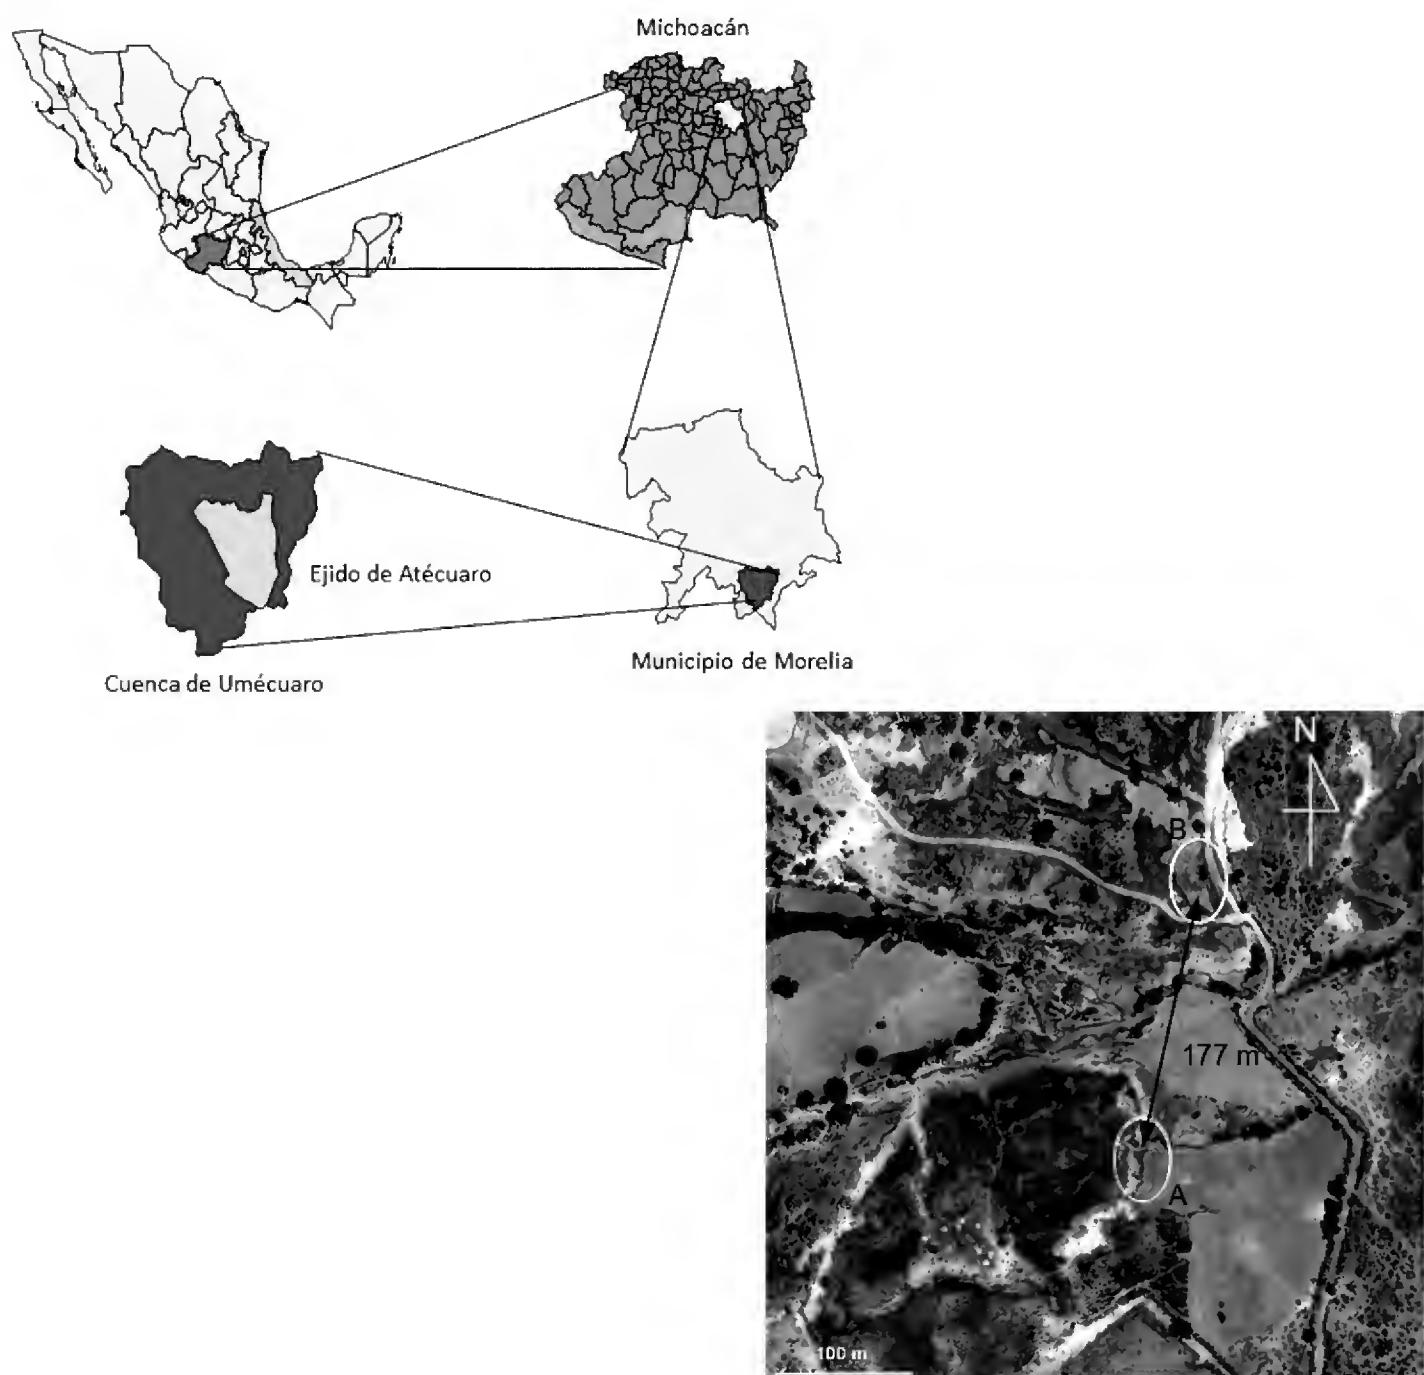 Michoacán
Ejido de Atécuaro
Municipio de Morelia
Cuenca de Umécuaro
N
B
177 m
A
100 m